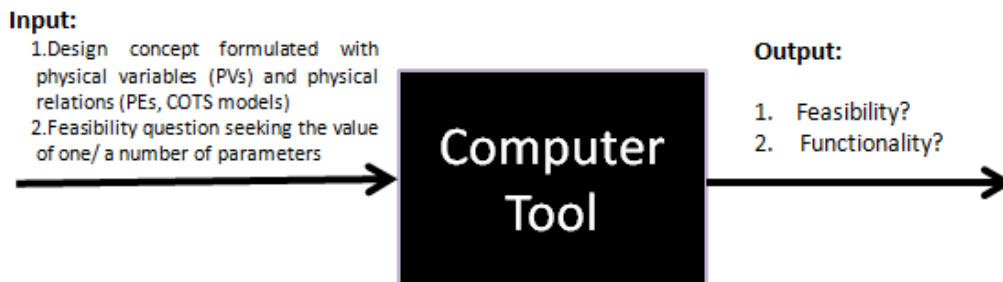 Input:
1.Design concept formulated with
physical variables (PVs) and physical
relations (PEs, COTS models)
2.Feasibility question seeking the value
of one/ a number of parameters
Computer
Tool
Output:
1. Feasibility?
2. Functionality?